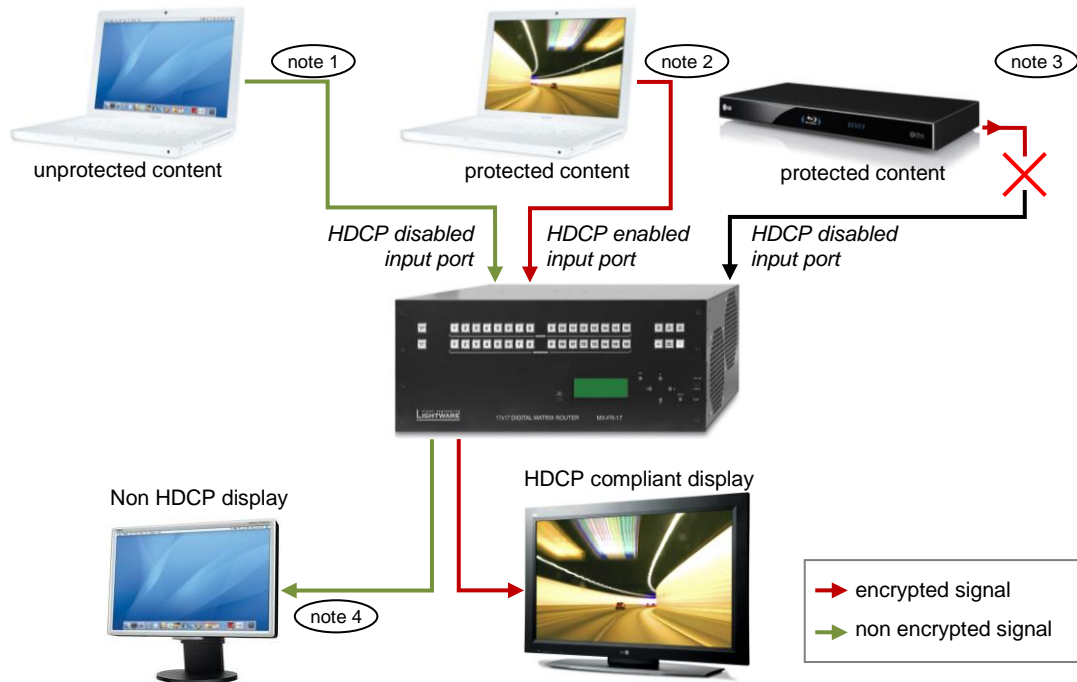 note 1
note 2
note 3
unprotected content
protected content
protected content
HDCP disabled
input port
HDCP enabled
input port
HDCP disabled
input port
LIGHTWARE
17x17 DIGITAL MATRIX ROUTER
MX-FR-17
Non HDCP display
HDCP compliant display
note 4
encrypted signal
non encrypted signal